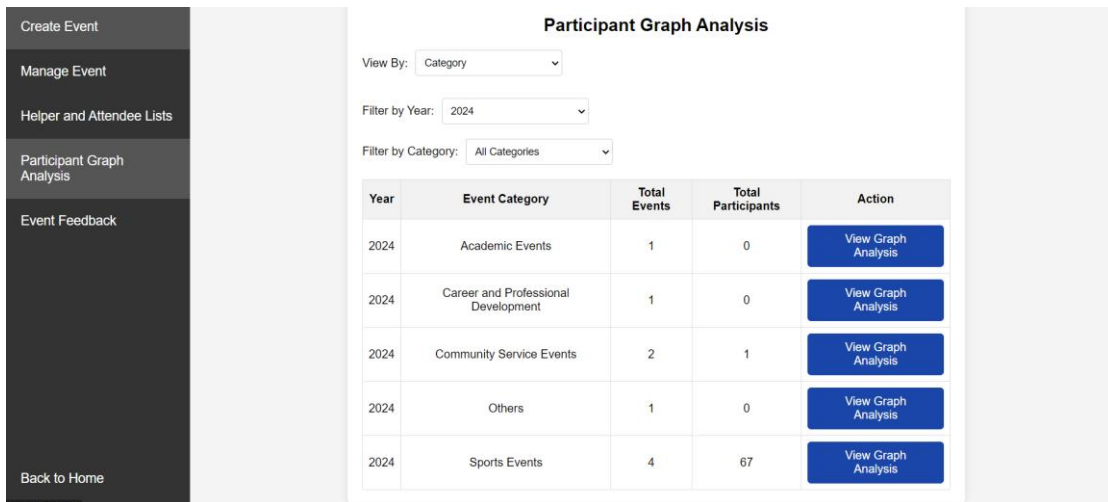 Create Event
Manage Event
Helper and Attendee Lists
Participant Graph
Analysis
Event Feedback
Back to Home
Participant Graph Analysis
View By: Category
Filter by Year: 2024
Filter by Category: All Categories
Year Event Category Total Events Total Participants Action
2024 Academic Events 1 0 View Graph Analysis
2024 Career and Professional Development 1 0 View Graph Analysis
2024 Community Service Events 2 1 View Graph Analysis
2024 Others 1 0 View Graph Analysis
2024 Sports Events 4 67 View Graph Analysis